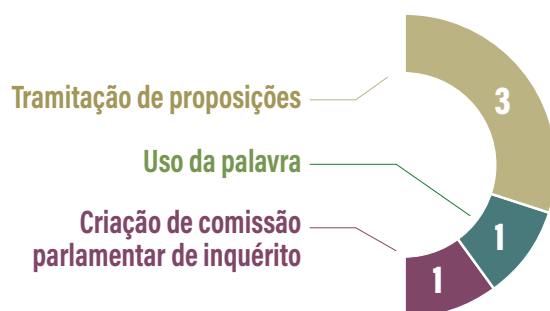 Tramitação de proposições
3
Uso da palavra
1
Criação de comissão
parlamentar de inquérito
1